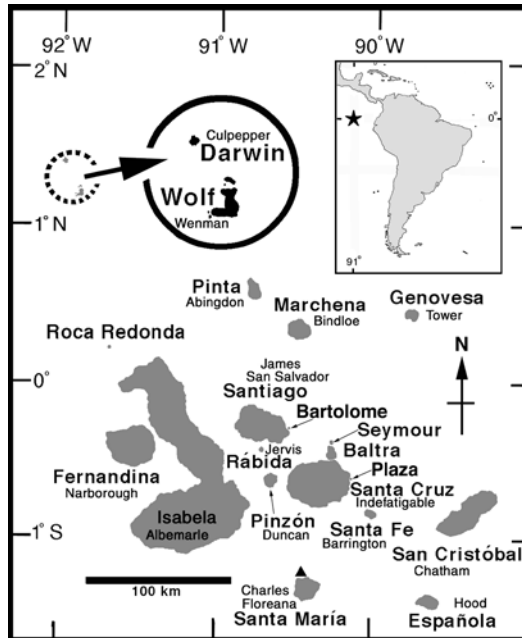 92°W
91°W
90°W
2°N
0°
91°
Culpepper
Darwin
Wolf
Wenman
1°N
Pinta
Abingdon
Marchena
Bindloe
Genovesa
Tower
Roca Redonda
N
0°
James
San Salvador
Santiago
Bartolome
Seymour
Jervis
Rábida
Baltra
Plaza
Fernandina
Narborough
Santa Cruz
Indefatigable
Isabela
Albemarle
Pinzón
Duncan
Santa Fe
Barrington
1°S
San Cristóbal
Chatham
100 km
Charles
Floreana
Santa María
Hood
Española